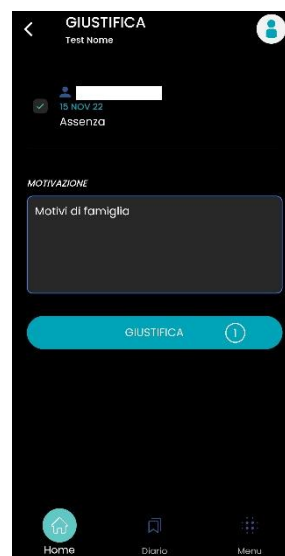 GIUSTIFICA
Test Nome
15 NOV 22
Assenza
MOTIVAZIONE
Motivi di famiglia
GIUSTIFICA 1
Home Diario Menu